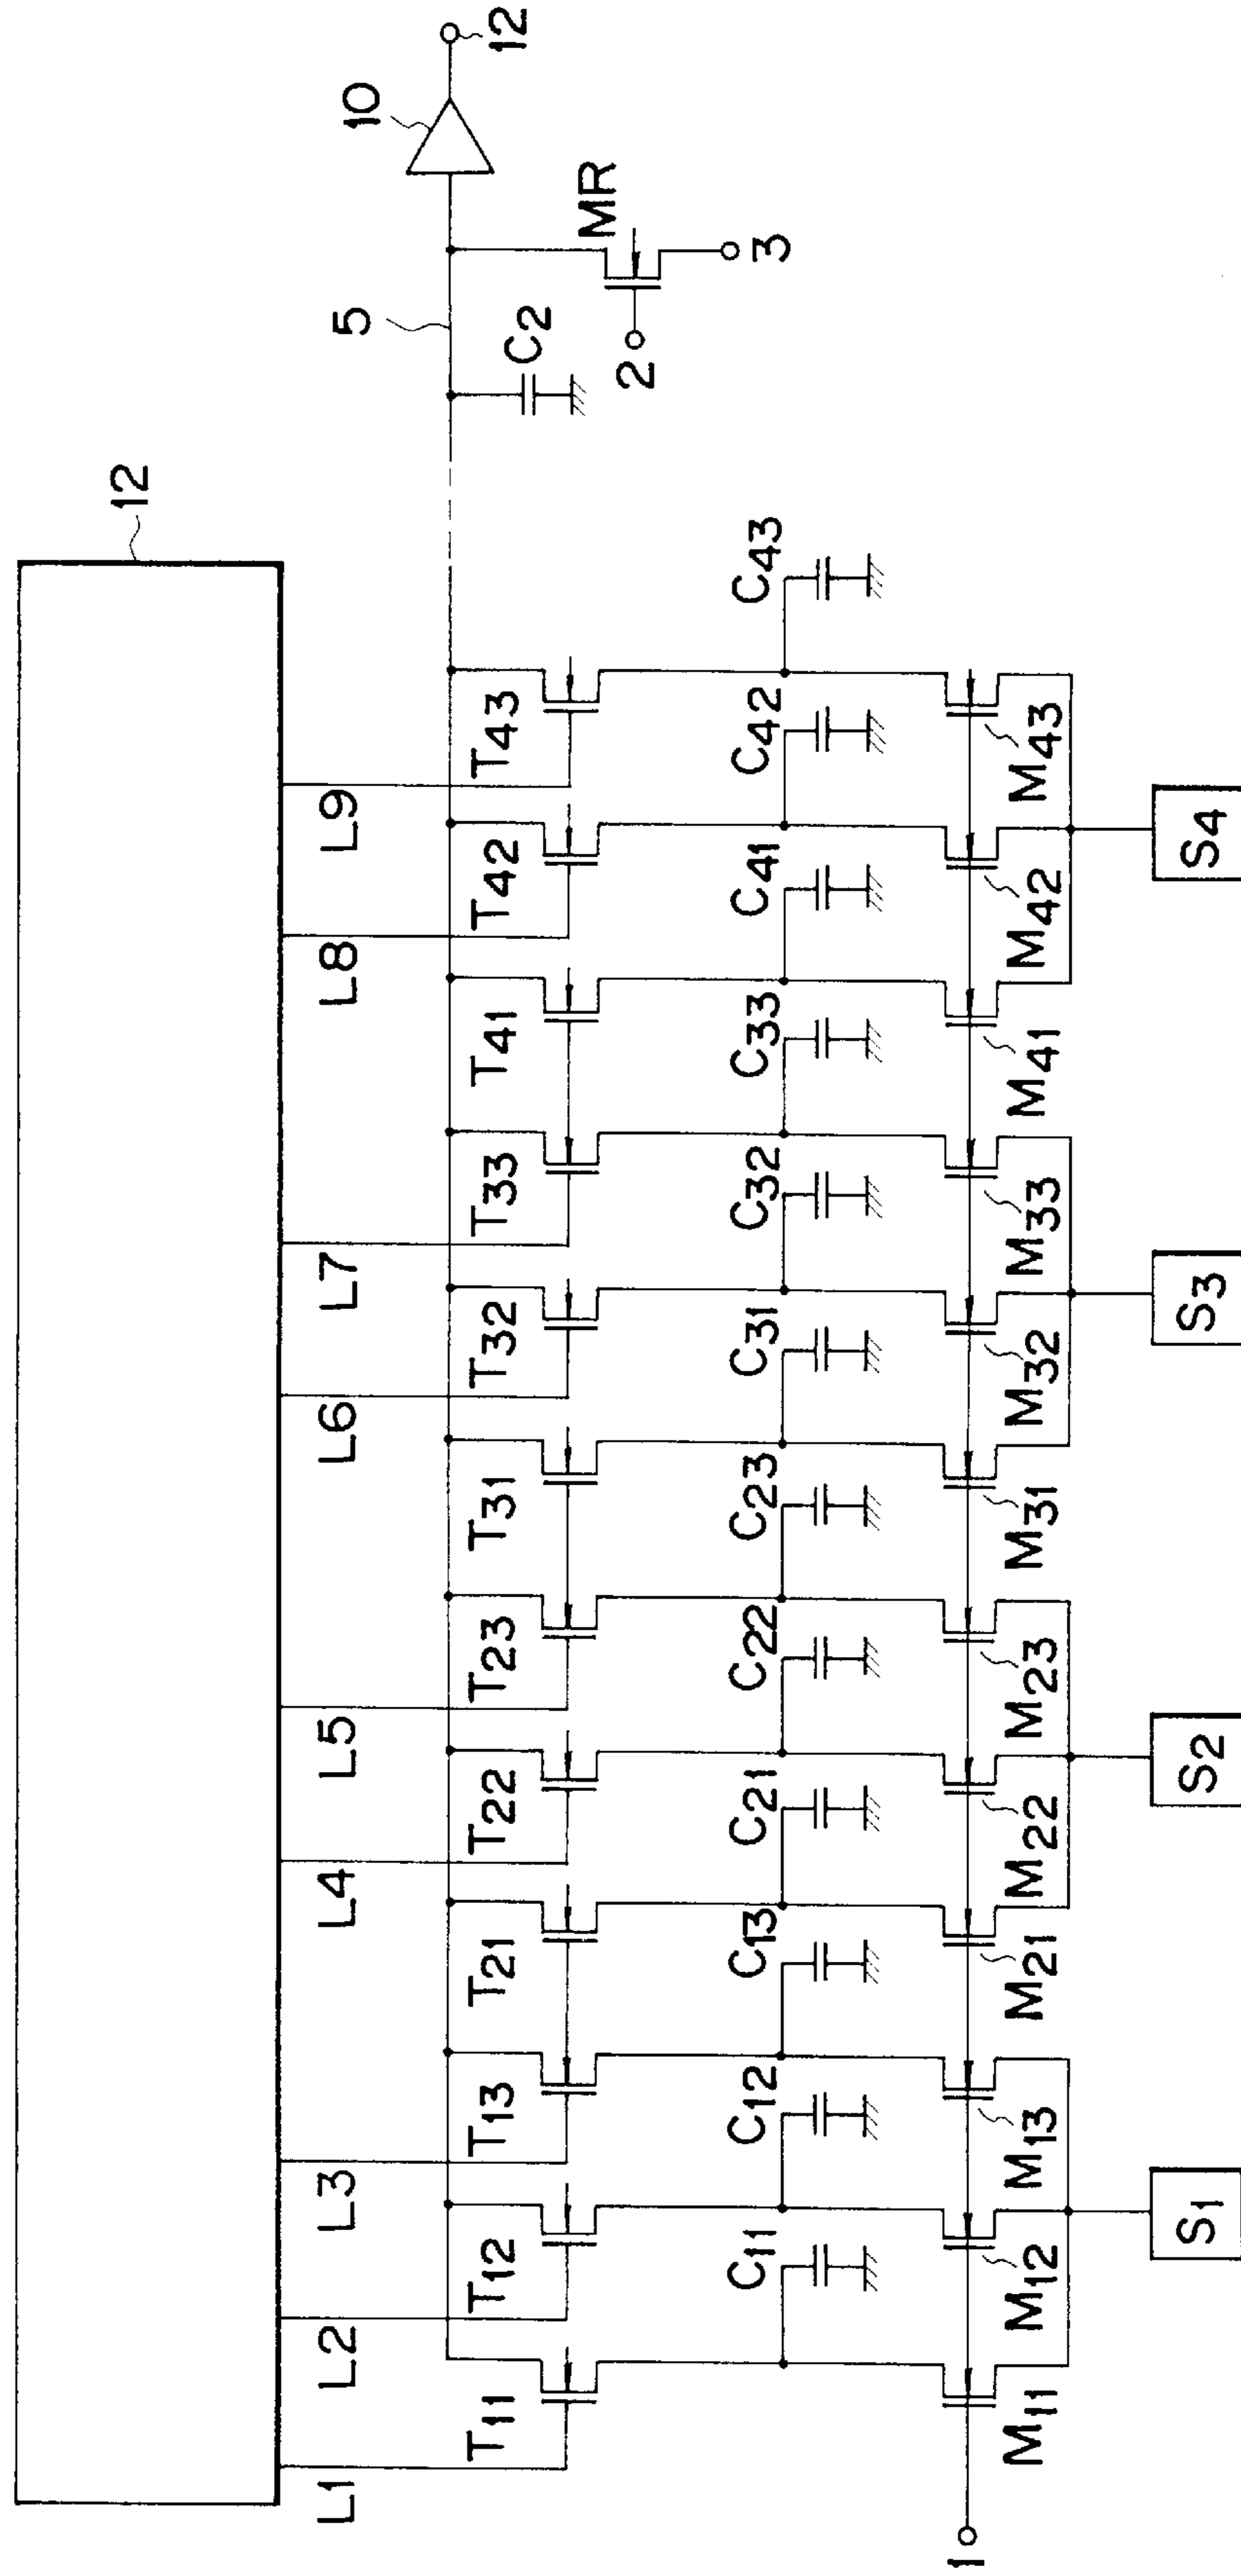 12
L1 L2 L3 L4 L5 L6 L7 L8 L9
5 10 12
T11 T12 T13 T21 T22 T23 T31 T32 T33 T41 T42 T43
C2 MR
2 3
C11 C12 C13 C21 C22 C23 C31 C32 C33 C41 C42 C43
1
M11 M12 M13 M21 M22 M23 M31 M32 M33 M41 M42 M43
S1 S2 S3 S4